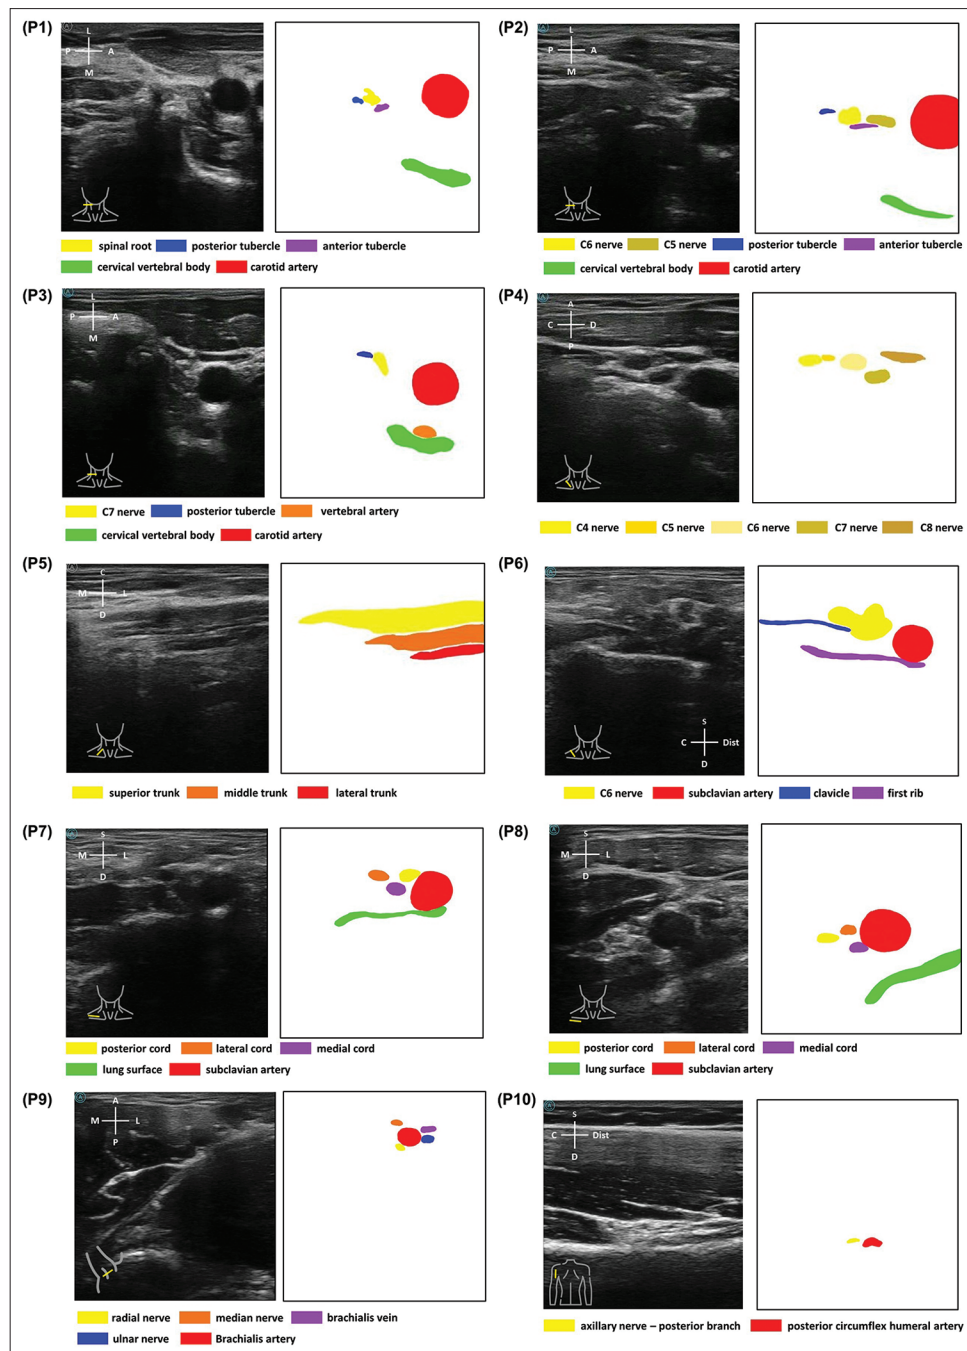 (P1)
L
P A
M
spinal root posterior tubercle anterior tubercle
cervical vertebral body carotid artery
(P2)
L
P A
M
C6 nerve C5 nerve posterior tubercle anterior tubercle
cervical vertebral body carotid artery
(P3)
L
P A
M
C7 nerve posterior tubercle vertebral artery
cervical vertebral body carotid artery
(P4)
A
C D
P
C4 nerve C5 nerve C6 nerve C7 nerve C8 nerve
(P5)
C
M L
D
superior trunk middle trunk lateral trunk
(P6)
S
C Dist
D
C6 nerve subclavian artery clavicle first rib
(P7)
S
M L
D
posterior cord lateral cord medial cord
lung surface subclavian artery
(P8)
S
M L
D
posterior cord lateral cord medial cord
lung surface subclavian artery
(P9)
A
M L
P
radial nerve median nerve brachialis vein
ulnar nerve Brachialis artery
(P10)
S
C Dist
D
axillary nerve – posterior branch posterior circumflex humeral artery